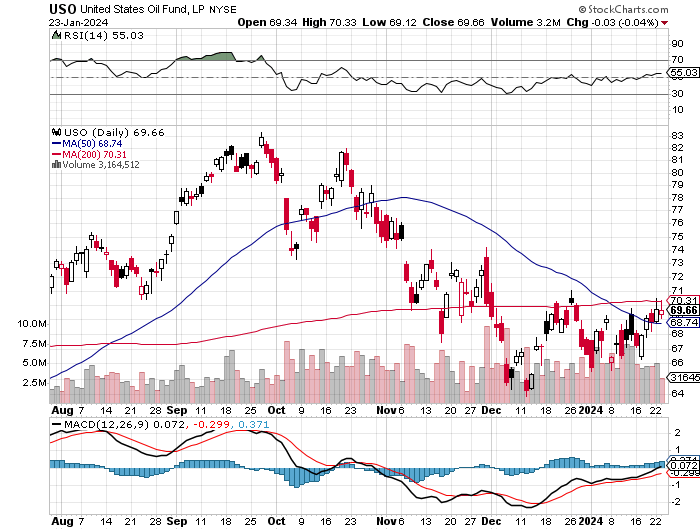 USO United States Oil Fund, LP NYSE © StockCharts.com
23-Jan-2024 Open 69.34 High 70.33 Low 69.12 Close 69.66 Volume 3.2M Chg -0.03 (-0.04%)
RSI(14) 55.03
90
70
55.03
50
30
10
USO (Daily) 69.66
MA(50) 68.74
MA(200) 70.31
Volume 3,164,512
83
82
81
80
79
78
77
76
75
74
73
72
71
70.31
69.66
68.74
68
67
66
65
31645
64
10.0M
7.5M
5.0M
2.5M
Aug 7 14 21 28 Sep 11 18 25 Oct 9 16 23 Nov 6 13 20 27 Dec 11 18 26 2024 8 16 22
MACD(12,26,9) 0.072, -0.299, 0.371
2
1
0.371
0.072
-0.299
-1
-2
Aug 7 14 21 28 Sep 11 18 25 Oct 9 16 23 Nov 6 13 20 27 Dec 11 18 26 2024 8 16 22